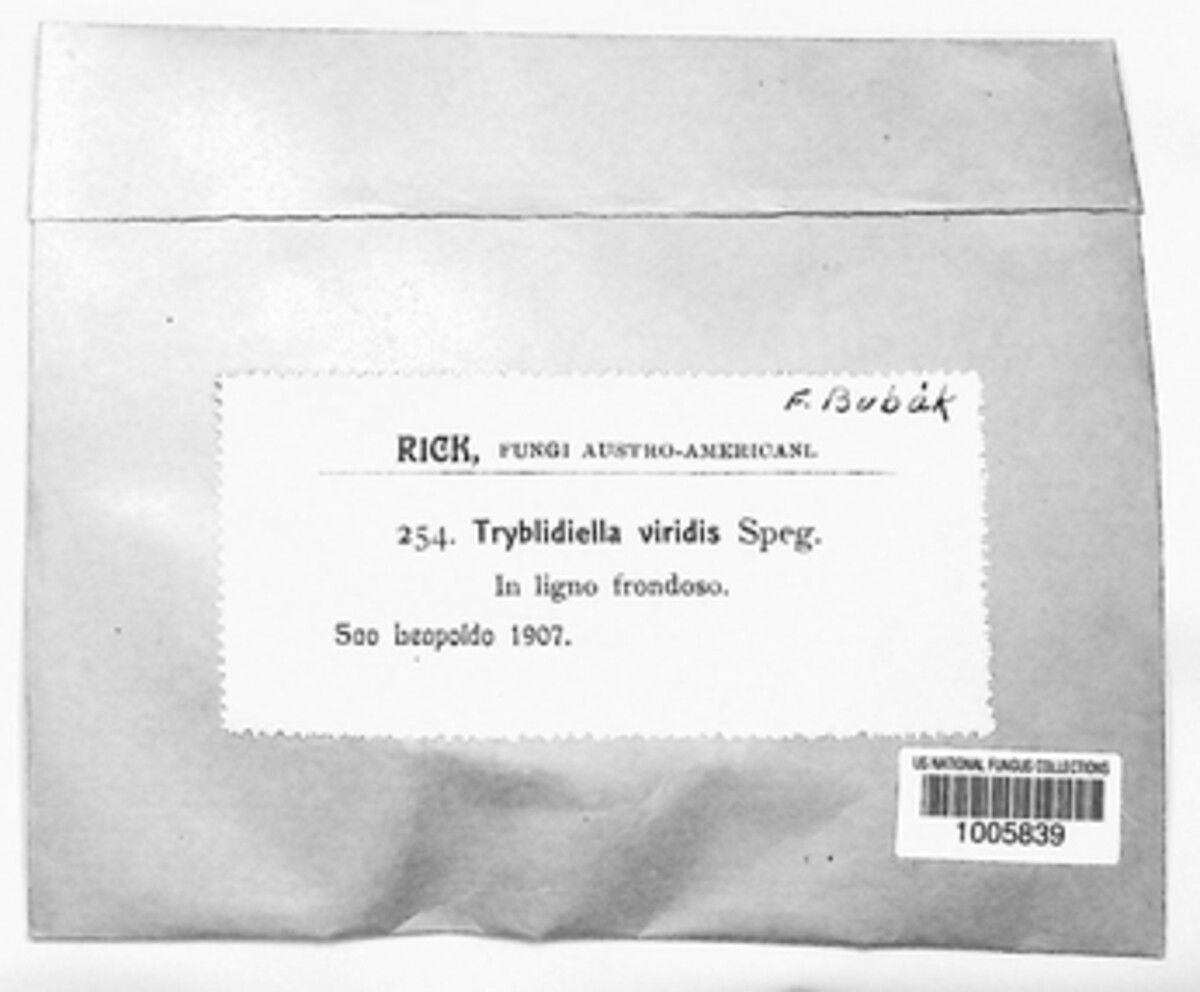 F. Bubák
RICK, FUNGI AUSTRO-AMERICANI.
254. Tryblidiella viridis Speg.
In ligno frondoso.
Sao Leopoldo 1907.
US NATIONAL FUNGUS COLLECTIONS
1005839